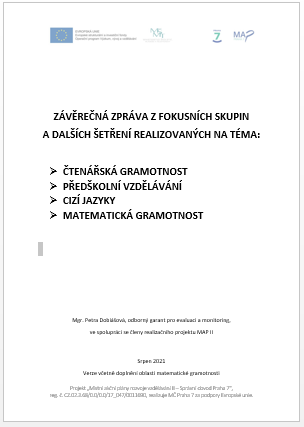 EVROPSKÁ UNIE
ZÁVĚREČNÁ ZPRÁVA Z FOKUSNÍCH SKUPIN
A DALŠÍCH ŠETŘENÍ REALIZOVANÝCH NA TÉMA:
ČTENÁŘSKÁ GRAMOTNOST
PŘEDŠKOLNÍ VZDĚLÁVÁNÍ
CIZÍ JAZYKY
MATEMATICKÁ GRAMOTNOST
Mgr. Petra Dobiášová, odborný garant pro evaluaci a monitoring,
ve spolupráci se členy realizačního projektu MAP II
Srpen 2021
Verze včetně doplnění oblasti matematické gramotnosti
Projekt „Místní akční plány rozvoje vzdělávání II – Správní obvod Praha 7“,
reg. č. CZ.02.3.68/0.0/0.0/17_047/0011880, realizuje MČ Praha 7 za podpory Evropské unie.